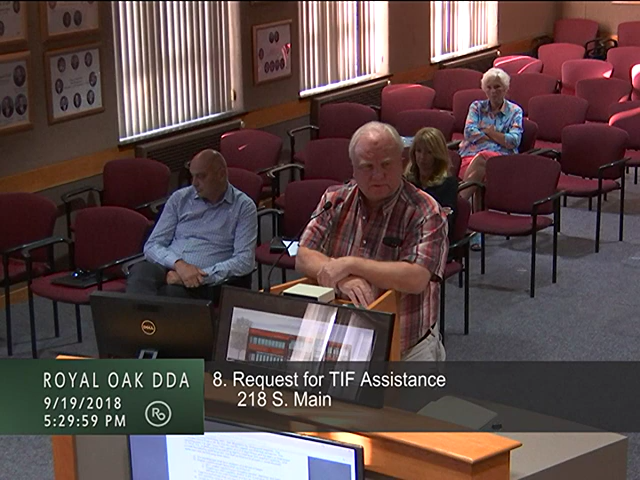 DELL
ROYAL OAK DDA
9/19/2018
5:29:59 PM
RO
8. Request for TIF Assistance
218 S. Main